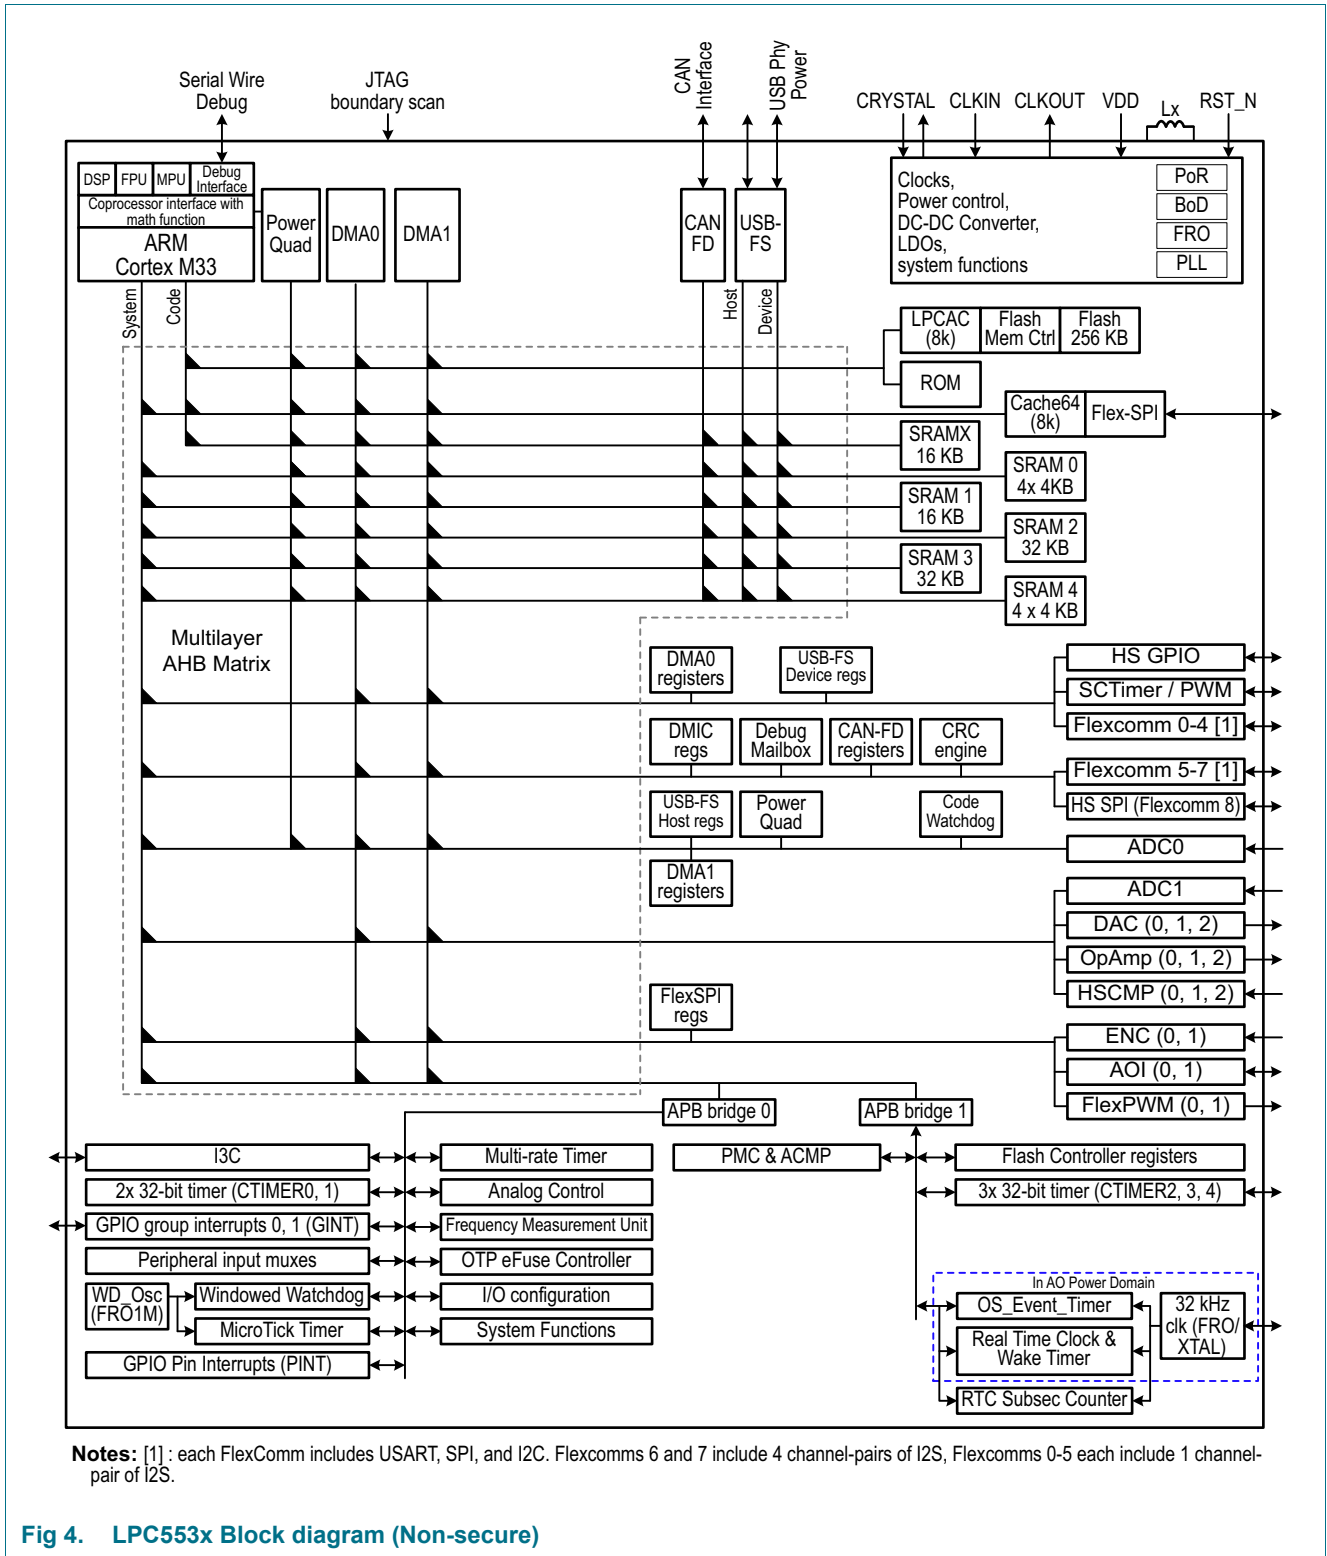 Serial Wire
Debug
JTAG
boundary scan
CAN
Interface
USB Phy
Power
CRYSTAL
CLKIN
CLKOUT
VDD
Lx
RST_N
DSP
FPU
MPU
Debug
Interface
Coprocessor interface with
math function
ARM
Cortex M33
Power
Quad
DMA0
DMA1
CAN
FD
USB-
FS
Clocks,
Power control,
DC-DC Converter,
LDOs,
system functions
PoR
BoD
FRO
PLL
System
Code
Host
Device
LPCAC
(8k)
Flash
Mem Ctrl
Flash
256 KB
ROM
Cache64
(8k)
Flex-SPI
SRAMX
16 KB
SRAM 0
4x 4KB
SRAM 1
16 KB
SRAM 2
32 KB
SRAM 3
32 KB
SRAM 4
4 x 4 KB
Multilayer
AHB Matrix
DMA0
registers
USB-FS
Device regs
HS GPIO
SCTimer / PWM
Flexcomm 0-4 [1]
DMIC
regs
Debug
Mailbox
CAN-FD
registers
CRC
engine
Flexcomm 5-7 [1]
HS SPI (Flexcomm 8)
USB-FS
Host regs
Power
Quad
Code
Watchdog
ADC0
DMA1
registers
ADC1
DAC (0, 1, 2)
OpAmp (0, 1, 2)
HSCMP (0, 1, 2)
FlexSPI
regs
ENC (0, 1)
AOI (0, 1)
FlexPWM (0, 1)
APB bridge 0
APB bridge 1
I3C
Multi-rate Timer
PMC & ACMP
Flash Controller registers
2x 32-bit timer (CTIMER0, 1)
Analog Control
3x 32-bit timer (CTIMER2, 3, 4)
GPIO group interrupts 0, 1 (GINT)
Frequency Measurement Unit
Peripheral input muxes
OTP eFuse Controller
WD_Osc
(FRO1M)
Windowed Watchdog
I/O configuration
MicroTick Timer
System Functions
GPIO Pin Interrupts (PINT)
In AO Power Domain
OS_Event_Timer
32 kHz
clk (FRO/
XTAL)
Real Time Clock &
Wake Timer
RTC Subsec Counter
Notes: [1] : each FlexComm includes USART, SPI, and I2C. Flexcomms 6 and 7 include 4 channel-pairs of I2S, Flexcomms 0-5 each include 1 channel-
pair of I2S.
Fig 4. LPC553x Block diagram (Non-secure)